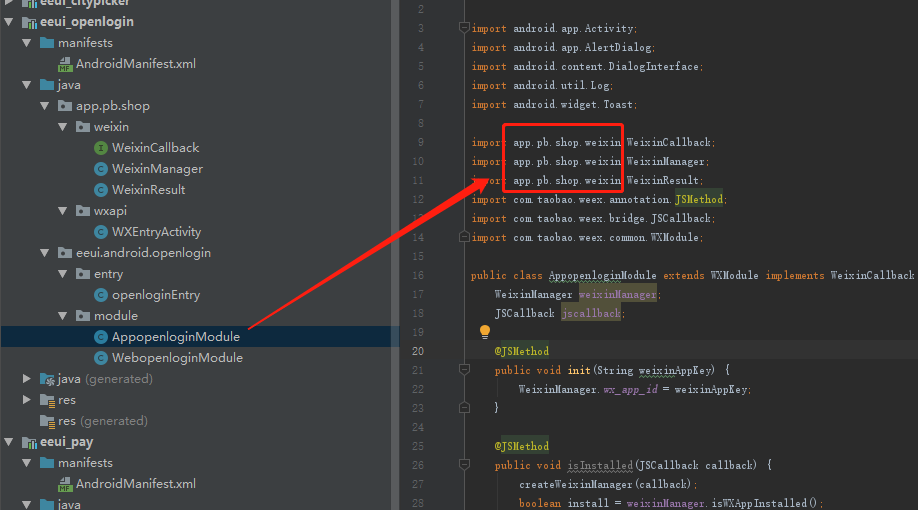 eeui_citypicker
eeui_openlogin
manifests
AndroidManifest.xml
java
app.pb.shop
weixin
WeixinCallback
WeixinManager
WeixinResult
wxapi
WXEntryActivity
eeui.android.openlogin
entry
openloginEntry
module
AppopenloginModule
WebopenloginModule
java (generated)
res
res (generated)
eeui_pay
manifests
AndroidManifest.xml
java
2
3 import android.app.Activity;
4 import android.app.AlertDialog;
5 import android.content.DialogInterface;
6 import android.util.Log;
7 import android.widget.Toast;
8
9 import app.pb.shop.weixin.WeixinCallback;
10 import app.pb.shop.weixin.WeixinManager;
11 import app.pb.shop.weixin.WeixinResult;
12 import com.taobao.weex.annotation.JSMethod;
13 import com.taobao.weex.bridge.JSCallback;
14 import com.taobao.weex.common.WXModule;
15
16 public class AppopenloginModule extends WXModule implements WeixinCallback
17 WeixinManager weixinManager;
18 JSCallback jscallback;
19
20 @JSMethod
21 public void init(String weixinAppKey) {
22 WeixinManager.wx_app_id = weixinAppKey;
23 }
24
25 @JSMethod
26 public void isInstalled(JSCallback callback) {
27 createWeixinManager(callback);
28 boolean install = weixinManager.isWXAppInstalled();